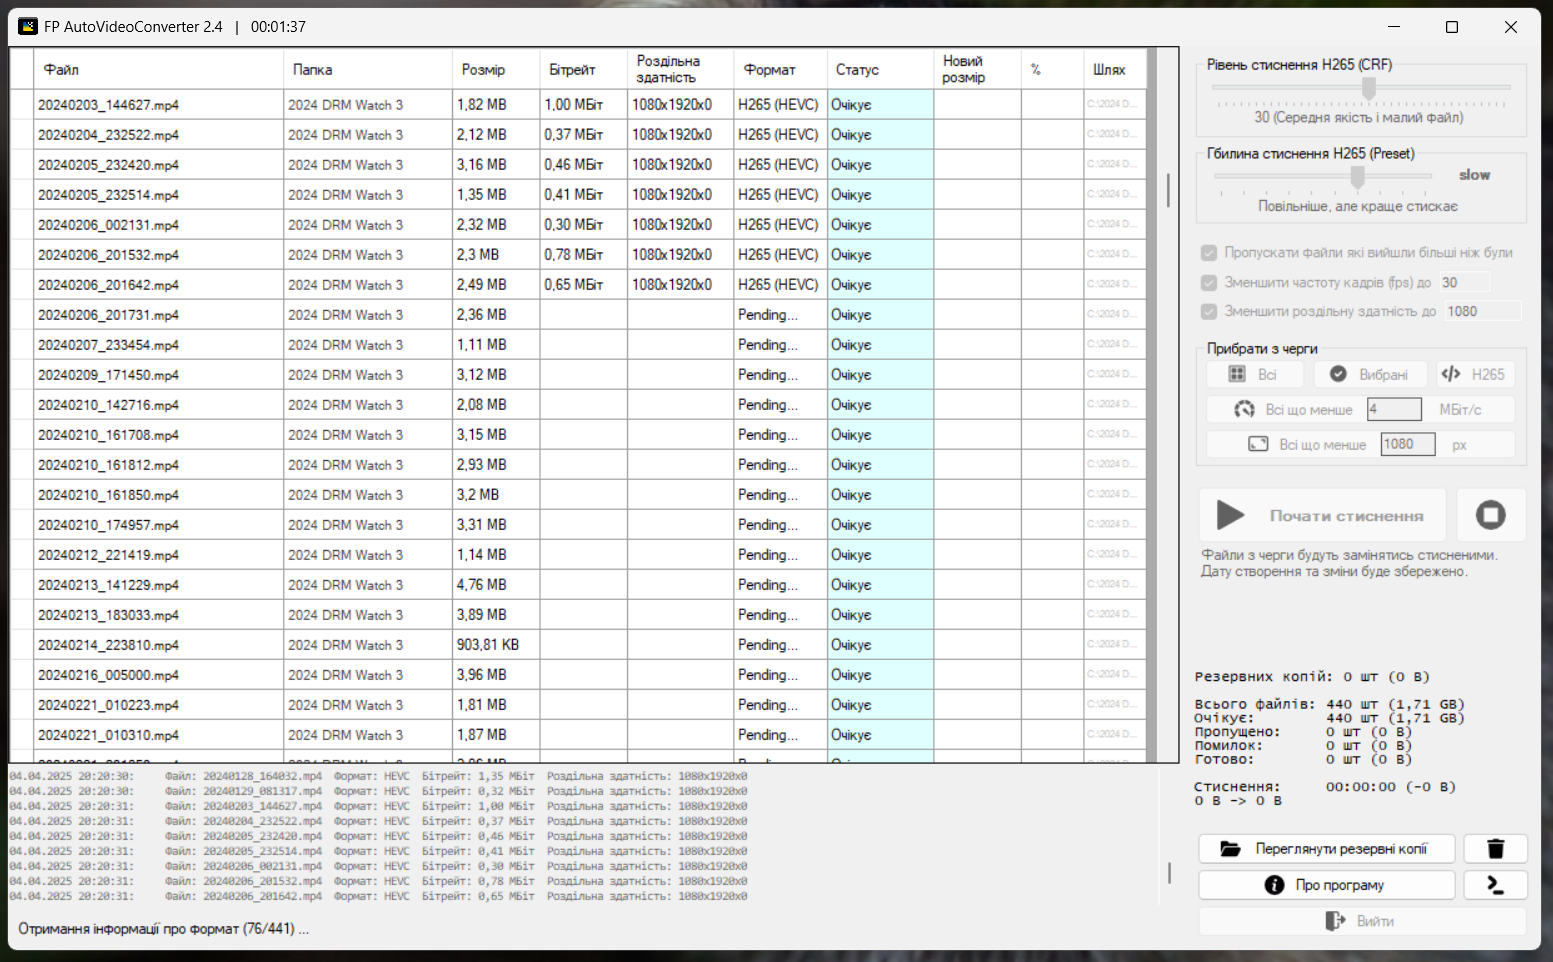 FP AutoVideoConverter 2.4 | 00:01:37
Файл Папка Розмір Бітрейт Роздільна здатність Формат Статус Новий розмір % Шлях
20240203_144627.mp4 2024 DRM Watch 3 1,82 MB 1,00 МБіт 1080x1920x0 H265 (HEVC) Очікує C:\2024 D...
20240204_232522.mp4 2024 DRM Watch 3 2,12 MB 0,37 МБіт 1080x1920x0 H265 (HEVC) Очікує C:\2024 D...
20240205_232420.mp4 2024 DRM Watch 3 3,16 MB 0,46 МБіт 1080x1920x0 H265 (HEVC) Очікує C:\2024 D...
20240205_232514.mp4 2024 DRM Watch 3 1,35 MB 0,41 МБіт 1080x1920x0 H265 (HEVC) Очікує C:\2024 D...
20240206_002131.mp4 2024 DRM Watch 3 2,32 MB 0,30 МБіт 1080x1920x0 H265 (HEVC) Очікує C:\2024 D...
20240206_201532.mp4 2024 DRM Watch 3 2,3 MB 0,78 МБіт 1080x1920x0 H265 (HEVC) Очікує C:\2024 D...
20240206_201642.mp4 2024 DRM Watch 3 2,49 MB 0,65 МБіт 1080x1920x0 H265 (HEVC) Очікує C:\2024 D...
20240206_201731.mp4 2024 DRM Watch 3 2,36 MB Pending... Очікує C:\2024 D...
20240207_233454.mp4 2024 DRM Watch 3 1,11 MB Pending... Очікує C:\2024 D...
20240209_171450.mp4 2024 DRM Watch 3 3,12 MB Pending... Очікує C:\2024 D...
20240210_142716.mp4 2024 DRM Watch 3 2,08 MB Pending... Очікує C:\2024 D...
20240210_161708.mp4 2024 DRM Watch 3 3,15 MB Pending... Очікує C:\2024 D...
20240210_161812.mp4 2024 DRM Watch 3 2,93 MB Pending... Очікує C:\2024 D...
20240210_161850.mp4 2024 DRM Watch 3 3,2 MB Pending... Очікує C:\2024 D...
20240210_174957.mp4 2024 DRM Watch 3 3,31 MB Pending... Очікує C:\2024 D...
20240212_221419.mp4 2024 DRM Watch 3 1,14 MB Pending... Очікує C:\2024 D...
20240213_141229.mp4 2024 DRM Watch 3 4,76 MB Pending... Очікує C:\2024 D...
20240213_183033.mp4 2024 DRM Watch 3 3,89 MB Pending... Очікує C:\2024 D...
20240214_223810.mp4 2024 DRM Watch 3 903,81 KB Pending... Очікує C:\2024 D...
20240216_005000.mp4 2024 DRM Watch 3 3,96 MB Pending... Очікує C:\2024 D...
20240221_010223.mp4 2024 DRM Watch 3 1,81 MB Pending... Очікує C:\2024 D...
20240221_010310.mp4 2024 DRM Watch 3 1,87 MB Pending... Очікує C:\2024 D...
04.04.2025 20:20:30: Файл: 20240128_164032.mp4 Формат: HEVC Бітрейт: 1,35 МБіт Роздільна здатність: 1080x1920x0
04.04.2025 20:20:30: Файл: 20240129_081317.mp4 Формат: HEVC Бітрейт: 0,32 МБіт Роздільна здатність: 1080x1920x0
04.04.2025 20:20:31: Файл: 20240203_144627.mp4 Формат: HEVC Бітрейт: 1,00 МБіт Роздільна здатність: 1080x1920x0
04.04.2025 20:20:31: Файл: 20240204_232522.mp4 Формат: HEVC Бітрейт: 0,37 МБіт Роздільна здатність: 1080x1920x0
04.04.2025 20:20:31: Файл: 20240205_232420.mp4 Формат: HEVC Бітрейт: 0,46 МБіт Роздільна здатність: 1080x1920x0
04.04.2025 20:20:31: Файл: 20240205_232514.mp4 Формат: HEVC Бітрейт: 0,41 МБіт Роздільна здатність: 1080x1920x0
04.04.2025 20:20:31: Файл: 20240206_002131.mp4 Формат: HEVC Бітрейт: 0,30 МБіт Роздільна здатність: 1080x1920x0
04.04.2025 20:20:31: Файл: 20240206_201532.mp4 Формат: HEVC Бітрейт: 0,78 МБіт Роздільна здатність: 1080x1920x0
04.04.2025 20:20:31: Файл: 20240206_201642.mp4 Формат: HEVC Бітрейт: 0,65 МБіт Роздільна здатність: 1080x1920x0
Отримання інформації про формат (76/441) ...
Рівень стиснення H265 (CRF)
30 (Середня якість і малий файл)
Гбилина стиснення H265 (Preset)
slow
Повільніше, але краще стискає
Пропускати файли які вийшли більші ніж були
Зменшити частоту кадрів (fps) до 30
Зменшити роздільну здатність до 1080
Прибрати з черги
Всі Вибрані H265
Всі що менше 4 МБіт/с
Всі що менше 1080 px
Почати стиснення
Файли з черги будуть замінятись стисненими.
Дату створення та зміни буде збережено.
Резервних копій: 0 шт (0 B)
Всього файлів: 440 шт (1,71 GB)
Очікує: 440 шт (1,71 GB)
Пропущено: 0 шт (0 B)
Помилок: 0 шт (0 B)
Готово: 0 шт (0 B)
Стиснення: 00:00:00 (-0 B)
0 B -> 0 B
Переглянути резервні копії
Про програму
Вийти